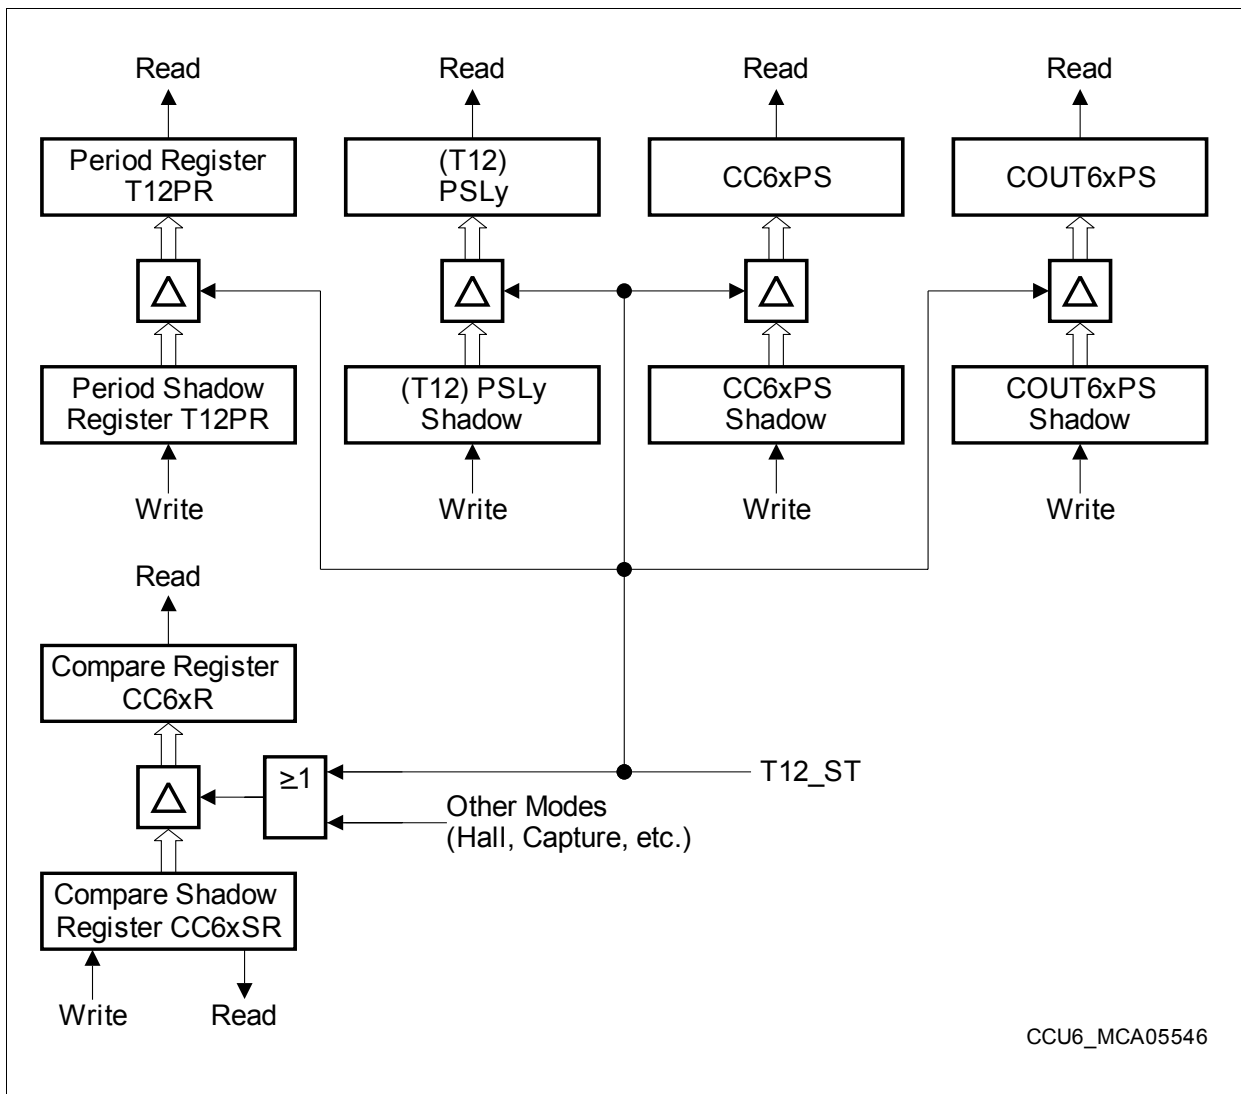 Read
Read
Read
Read
Period Register
T12PR
(T12)
PSLy
CC6xPS
COUT6xPS
Period Shadow
Register T12PR
(T12) PSLy
Shadow
CC6xPS
Shadow
COUT6xPS
Shadow
Write
Write
Write
Write
Read
Compare Register
CC6xR
≥1
T12_ST
Other Modes
(Hall, Capture, etc.)
Compare Shadow
Register CC6xSR
Write
Read
CCU6_MCA05546